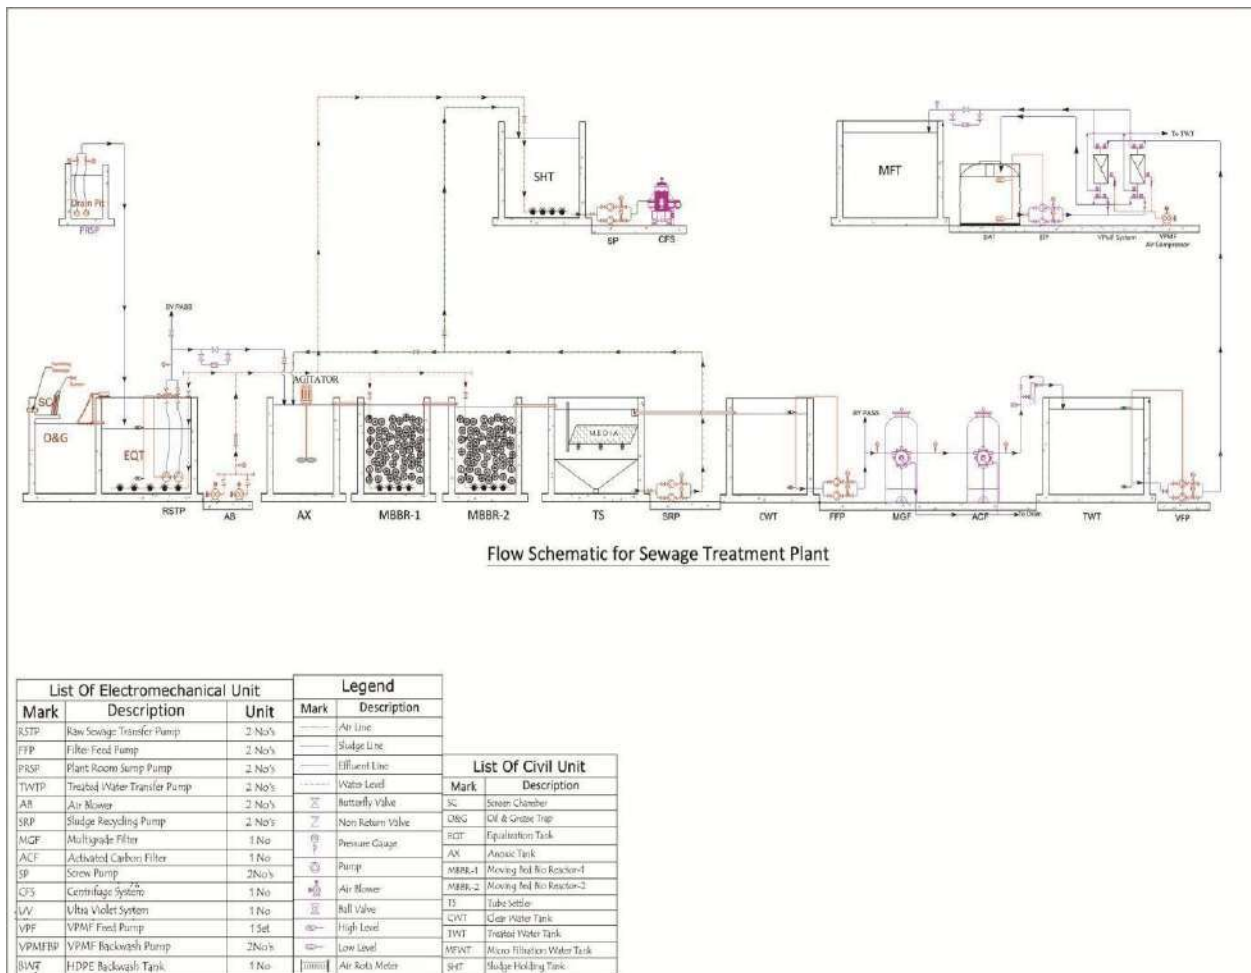 To TWT
MFT
SHT
Drain Pit
PRSP
SP
CFS
VPMF System
VPMF
Air Compressor
BY PASS
AGITATOR
SC
O&G
EQT
BY PASS
MEDIA
RSTP
AB
AX
MBBR-1
MBBR-2
TS
SRP
CWT
FFP
MGF
ACF
To Drain
TWT
VFP
Flow Schematic for Sewage Treatment Plant
List Of Electromechanical Unit
Mark Description Unit
RSTP Raw Sewage Transfer Pump 2 No's
FFP Filter Feed Pump 2 No's
PRSP Plant Room Sump Pump 2 No's
TWTP Treated Water Transfer Pump 2 No's
AB Air Blower 2 No's
SRP Sludge Recycling Pump 2 No's
MGF Multigrade Filter 1 No
ACF Activated Carbon Filter 1 No
SP Screw Pump 2No's
CFS Centrifuge System 1 No
UV Ultra Violet System 1 No
VPF VPMF Feed Pump 1 Set
VPMFBP VPMF Backwash Pump 2No's
BWT HDPE Backwash Tank 1 No
Legend
Mark Description
Air Line
Sludge Line
Effluent Line
Water Level
Butterfly Valve
Non Return Valve
Pressure Gauge
Pump
Air Blower
Ball Valve
High Level
Low Level
Air Rota Meter
List Of Civil Unit
Mark Description
SC Screen Chamber
O&G Oil & Grease Trap
EQT Equalization Tank
AX Anoxic Tank
MBBR-1 Moving Bed Bio Reactor-1
MBBR-2 Moving Bed Bio Reactor-2
TS Tube Settler
CWT Clear Water Tank
TWT Treated Water Tank
MFWT Micro Filtration Water Tank
SHT Sludge Holding Tank